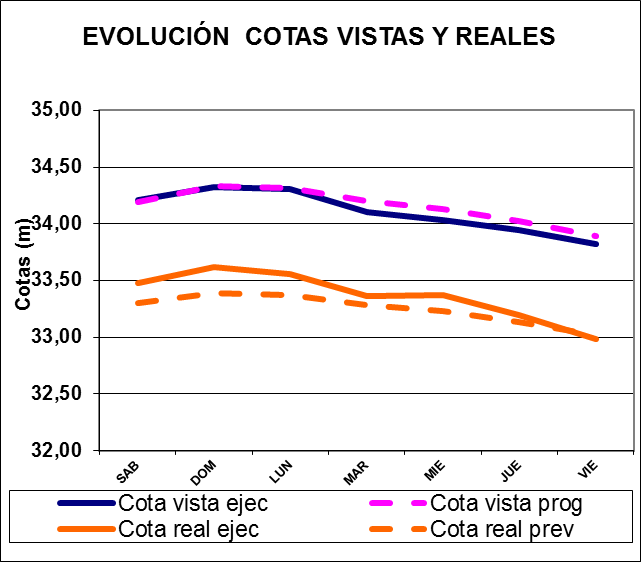 EVOLUCIÓN  COTAS VISTAS Y REALES
35,00
34,50
34,00
33,50
33,00
32,50
32,00
Cotas (m)
SAB DOM LUN MAR MIE JUE VIE
Cota vista ejec Cota vista prog
Cota real ejec Cota real prev